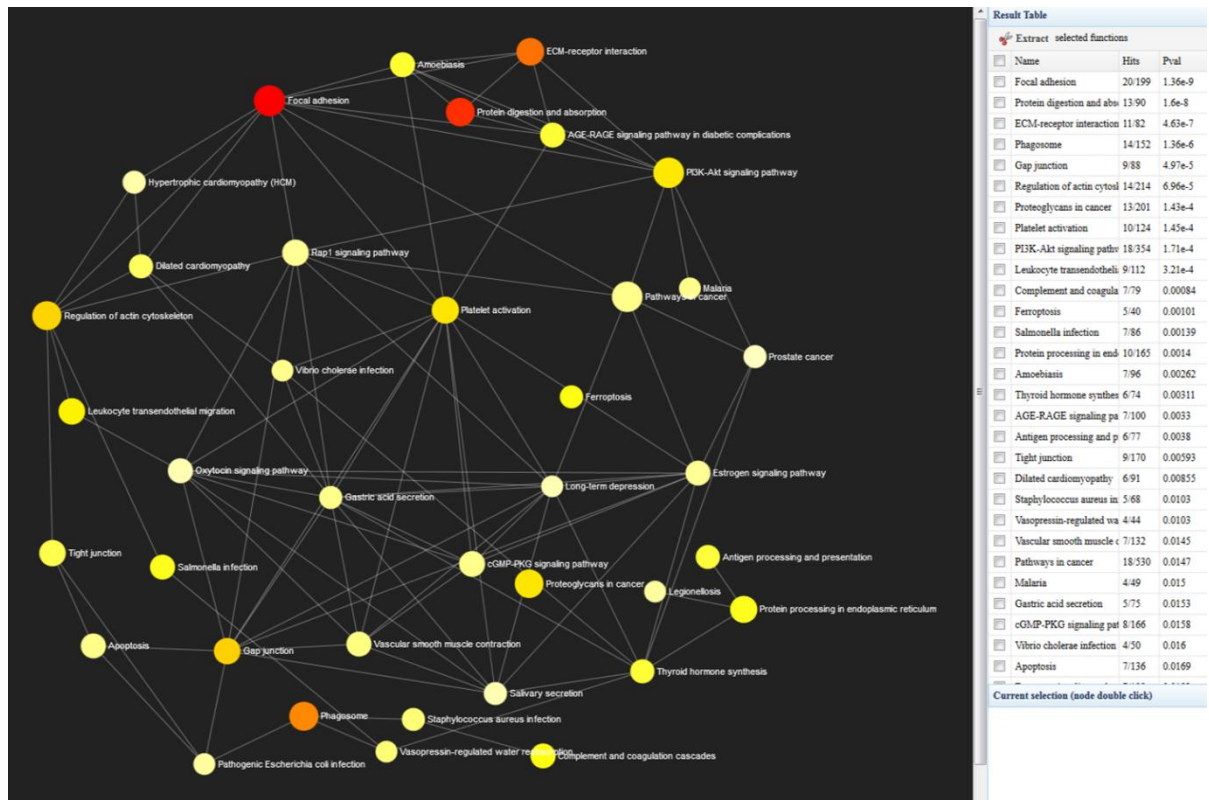 ECM-receptor interaction
Amoebiasis
Focal adhesion
Protein digestion and absorption
AGE-RAGE signaling pathway in diabetic complications
PI3K-Akt signaling pathway
Hypertrophic cardiomyopathy (HCM)
Rap1 signaling pathway
Dilated cardiomyopathy
Malaria
Pathways in cancer
Regulation of actin cytoskeleton
Platelet activation
Prostate cancer
Vibrio cholerae infection
Ferroptosis
Leukocyte transendothelial migration
Oxytocin signaling pathway
Estrogen signaling pathway
Long-term depression
Gastric acid secretion
Tight junction
Antigen processing and presentation
Salmonella infection
cGMP-PKG signaling pathway
Proteoglycans in cancer
Legionellosis
Protein processing in endoplasmic reticulum
Apoptosis
Vascular smooth muscle contraction
Gap junction
Thyroid hormone synthesis
Salivary secretion
Phagosome
Staphylococcus aureus infection
Vasopressin-regulated water
Complement and coagulation cascades
Pathogenic Escherichia coli infection
Result Table
Extract selected functions
Name Hits Pval
Focal adhesion 20/199 1.36e-9
Protein digestion and abs 13/90 1.6e-8
ECM-receptor interaction 11/82 4.63e-7
Phagosome 14/152 1.36e-6
Gap junction 9/88 4.97e-5
Regulation of actin cytosk 14/214 6.96e-5
Proteoglycans in cancer 13/201 1.43e-4
Platelet activation 10/124 1.45e-4
PI3K-Akt signaling pathw 18/354 1.71e-4
Leukocyte transendotheli 9/112 3.21e-4
Complement and coagula 7/79 0.00084
Ferroptosis 5/40 0.00101
Salmonella infection 7/86 0.00139
Protein processing in end 10/165 0.0014
Amoebiasis 7/96 0.00262
Thyroid hormone synthes 6/74 0.00311
AGE-RAGE signaling pa 7/100 0.0033
Antigen processing and p 6/77 0.0038
Tight junction 9/170 0.00593
Dilated cardiomyopathy 6/91 0.00855
Staphylococcus aureus in 5/68 0.0103
Vasopressin-regulated wa 4/44 0.0103
Vascular smooth muscle c 7/132 0.0145
Pathways in cancer 18/530 0.0147
Malaria 4/49 0.015
Gastric acid secretion 5/75 0.0153
cGMP-PKG signaling pat 8/166 0.0158
Vibrio cholerae infection 4/50 0.016
Apoptosis 7/136 0.0169
Current selection (node double click)